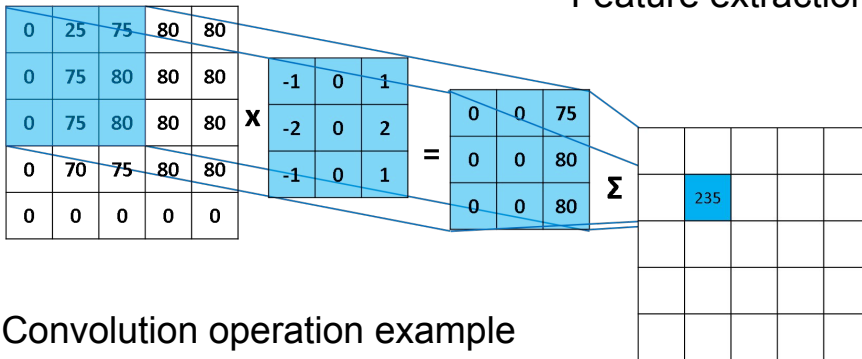 Feature extraction
0 25 75 80 80
0 75 80 80 80
0 75 80 80 80
0 70 75 80 80
0 0 0 0 0
x
-1 0 1
-2 0 2
-1 0 1
=
0 0 75
0 0 80
0 0 80
Σ
235
Convolution operation example